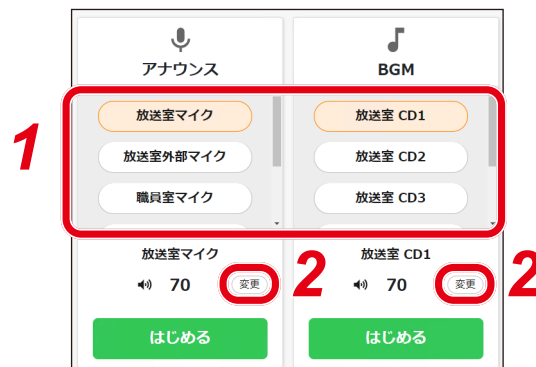 アナウンス
BGM
1
放送室マイク
放送室外部マイク
職員室マイク
放送室 CD1
放送室 CD2
放送室 CD3
放送室マイク
70
変更
2
はじめる
放送室 CD1
70
変更
2
はじめる